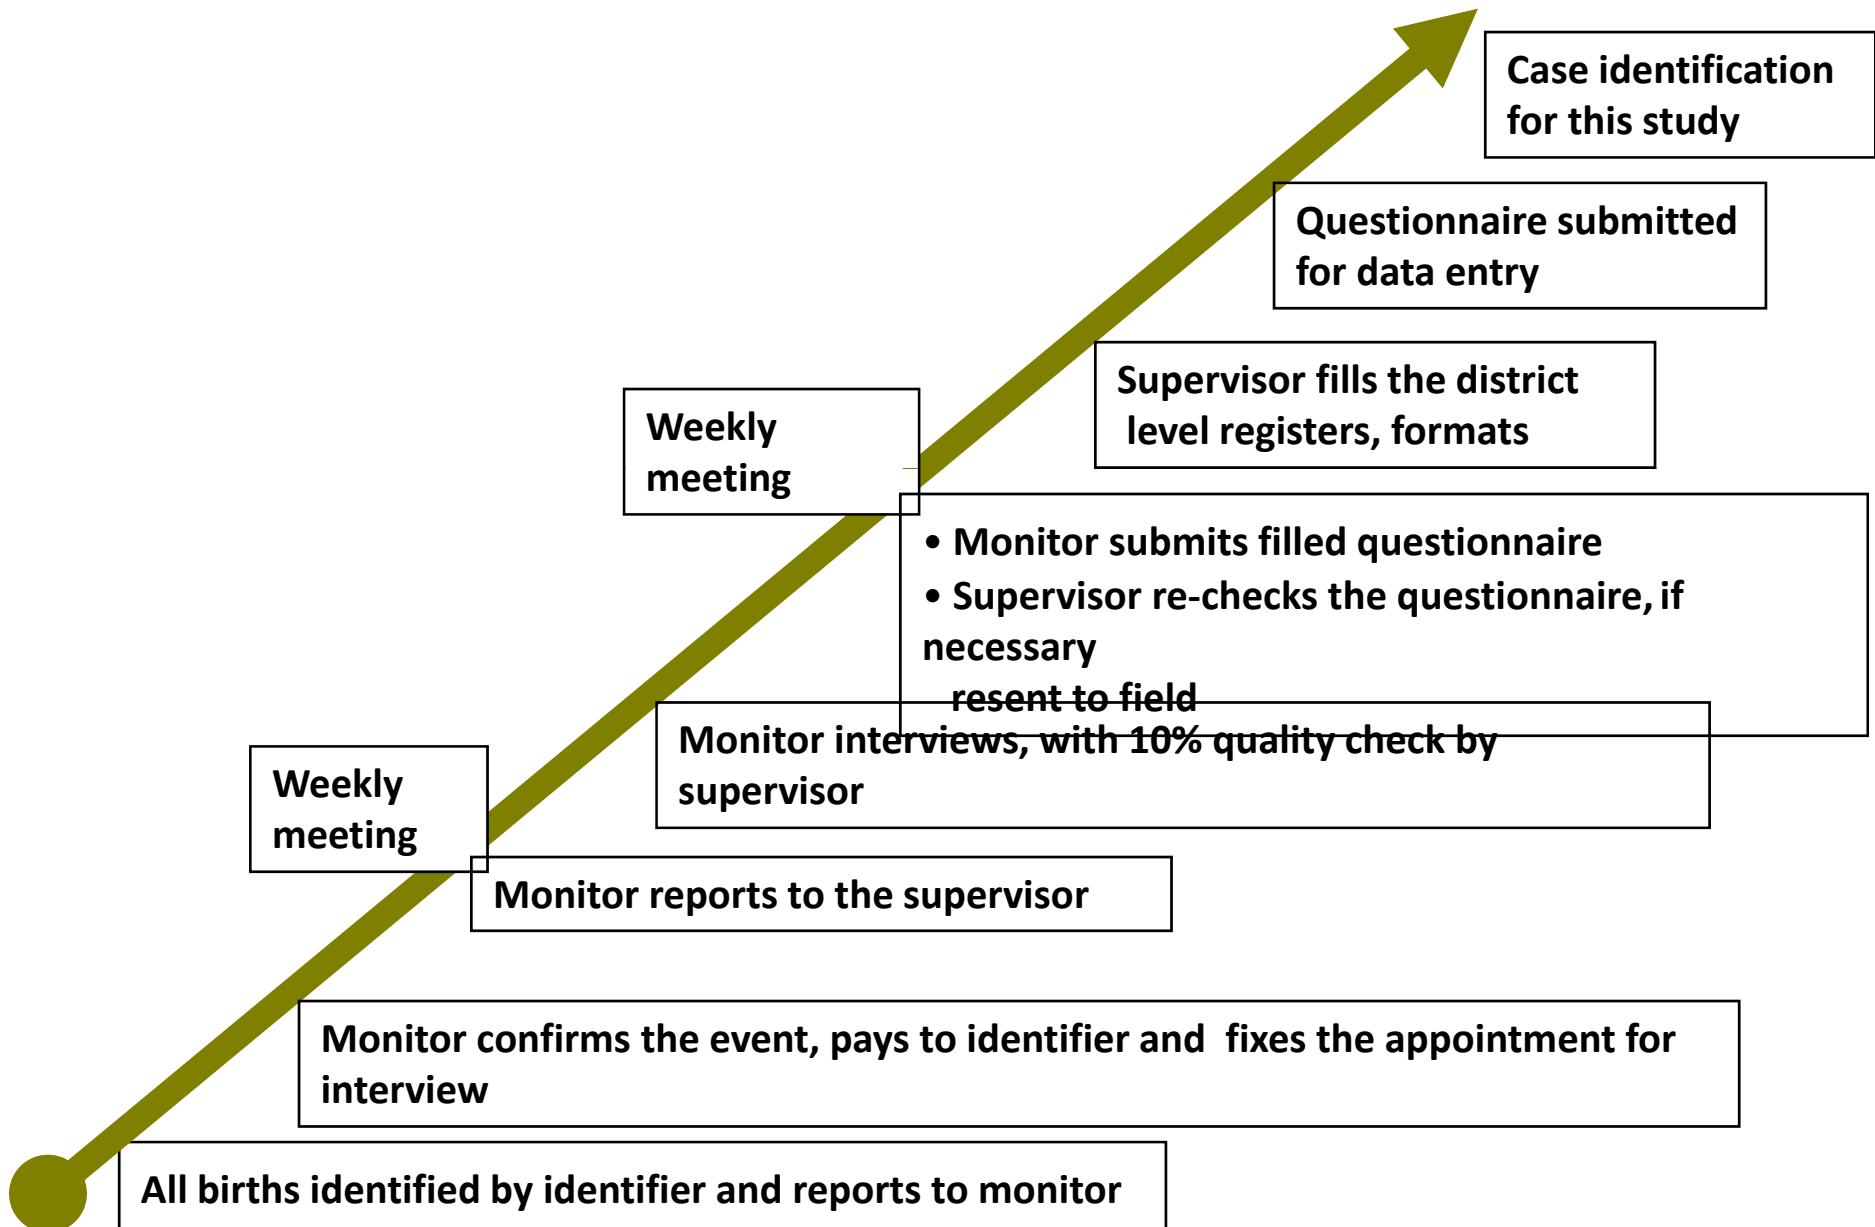 Case identification
for this study
Questionnaire submitted
for data entry
Supervisor fills the district
level registers, formats
Weekly
meeting
• Monitor submits filled questionnaire
• Supervisor re-checks the questionnaire, if
necessary
resent to field
Monitor interviews, with 10% quality check by
supervisor
Weekly
meeting
Monitor reports to the supervisor
Monitor confirms the event, pays to identifier and fixes the appointment for
interview
All births identified by identifier and reports to monitor